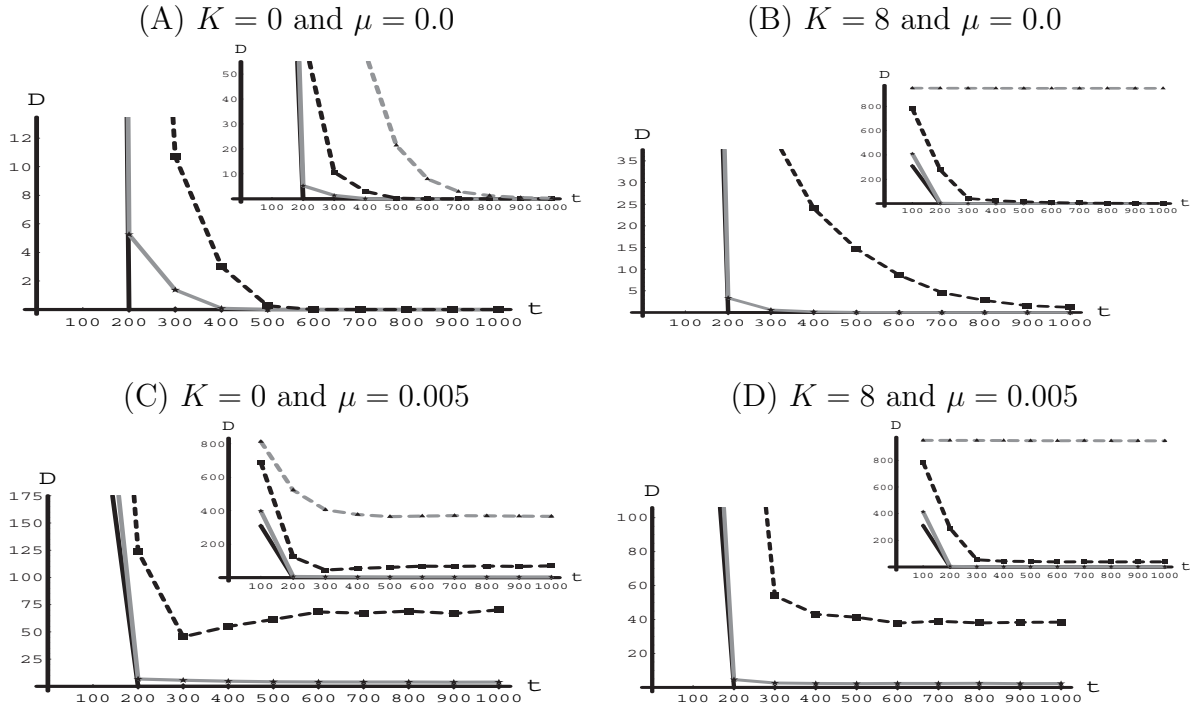 (A) K = 0 and μ = 0.0
D
50
40
30
20
10
100 200 300 400 500 600 700 800 900 1000 t
D
12
10
8
6
4
2
100 200 300 400 500 600 700 800 900 1000 t
(B) K = 8 and μ = 0.0
D
800
600
400
200
100 200 300 400 500 600 700 800 900 1000 t
D
35
30
25
20
15
10
5
100 200 300 400 500 600 700 800 900 1000 t
(C) K = 0 and μ = 0.005
D
800
600
400
200
100 200 300 400 500 600 700 800 900 1000 t
D
175
150
125
100
75
50
25
100 200 300 400 500 600 700 800 900 1000 t
(D) K = 8 and μ = 0.005
D
800
600
400
200
100 200 300 400 500 600 700 800 900 1000 t
D
100
80
60
40
20
100 200 300 400 500 600 700 800 900 1000 t